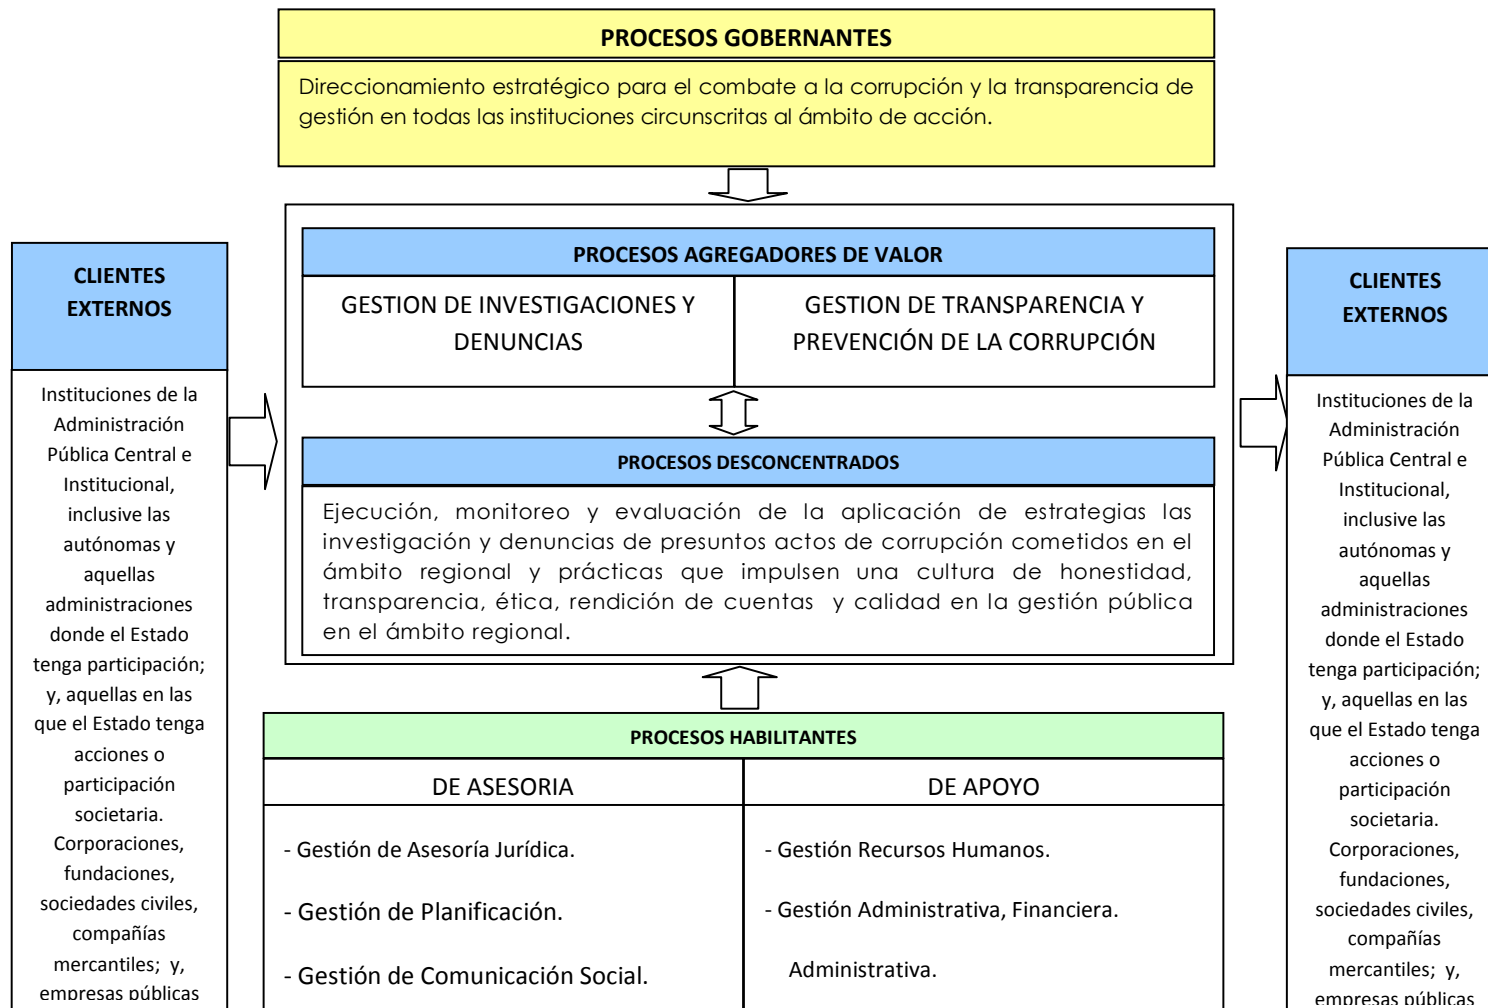 PROCESOS GOBERNANTES
Direccionamiento estratégico para el combate a la corrupción y la transparencia de
gestión en todas las instituciones circunscritas al ámbito de acción.
CLIENTES
EXTERNOS
Instituciones de la
Administración
Pública Central e
Institucional,
inclusive las
autónomas y
aquellas
administraciones
donde el Estado
tenga participación;
y, aquellas en las
que el Estado tenga
acciones o
participación
societaria.
Corporaciones,
fundaciones,
sociedades civiles,
compañías
mercantiles; y,
empresas públicas
PROCESOS AGREGADORES DE VALOR
GESTION DE INVESTIGACIONES Y
DENUNCIAS
GESTION DE TRANSPARENCIA Y
PREVENCIÓN DE LA CORRUPCIÓN
PROCESOS DESCONCENTRADOS
Ejecución, monitoreo y evaluación de la aplicación de estrategias las
investigación y denuncias de presuntos actos de corrupción cometidos en el
ámbito regional y prácticas que impulsen una cultura de honestidad,
transparencia, ética, rendición de cuentas y calidad en la gestión pública
en el ámbito regional.
PROCESOS HABILITANTES
DE ASESORIA
- Gestión de Asesoría Jurídica.
- Gestión de Planificación.
- Gestión de Comunicación Social.
DE APOYO
- Gestión Recursos Humanos.
- Gestión Administrativa, Financiera.
Administrativa.
CLIENTES
EXTERNOS
Instituciones de la
Administración
Pública Central e
Institucional,
inclusive las
autónomas y
aquellas
administraciones
donde el Estado
tenga participación;
y, aquellas en las
que el Estado tenga
acciones o
participación
societaria.
Corporaciones,
fundaciones,
sociedades civiles,
compañías
mercantiles; y,
empresas públicas